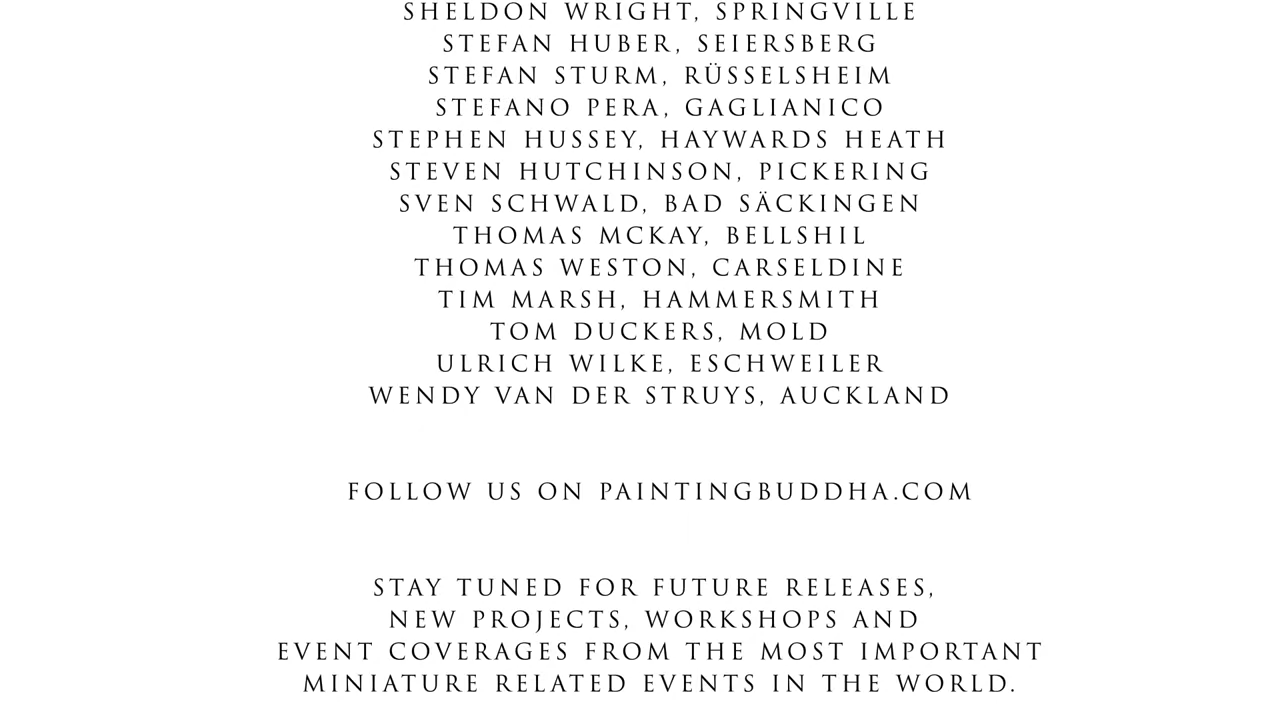 SHELDON WRIGHT, SPRINGVILLE
STEFAN HUBER, SEIERSBERG
STEFAN STURM, RÜSSELSHEIM
STEFANO PERA, GAGLIANICO
STEPHEN HUSSEY, HAYWARDS HEATH
STEVEN HUTCHINSON, PICKERING
SVEN SCHWALD, BAD SÄCKINGEN
THOMAS MCKAY, BELLSHIL
THOMAS WESTON, CARSELDINE
TIM MARSH, HAMMERSMITH
TOM DUCKERS, MOLD
ULRICH WILKE, ESCHWEILER
WENDY VAN DER STRUYS, AUCKLAND
FOLLOW US ON PAINTINGBUDDHA.COM
STAY TUNED FOR FUTURE RELEASES,
NEW PROJECTS, WORKSHOPS AND
EVENT COVERAGES FROM THE MOST IMPORTANT
MINIATURE RELATED EVENTS IN THE WORLD.